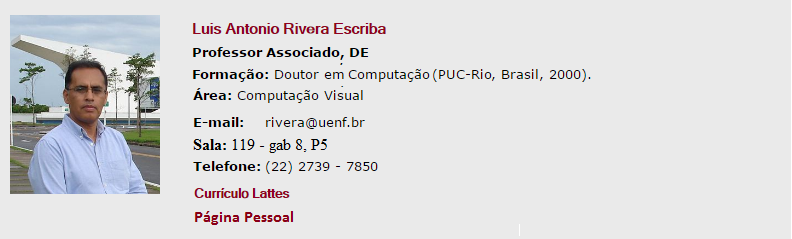 Luis Antonio Rivera Escriba
Professor Associado, DE
Formação: Doutor em Computação (PUC-Rio, Brasil, 2000).
Área: Computação Visual
E-mail: rivera@uenf.br
Sala: 119 - gab 8, P5
Telefone: (22) 2739 - 7850
Currículo Lattes
Página Pessoal